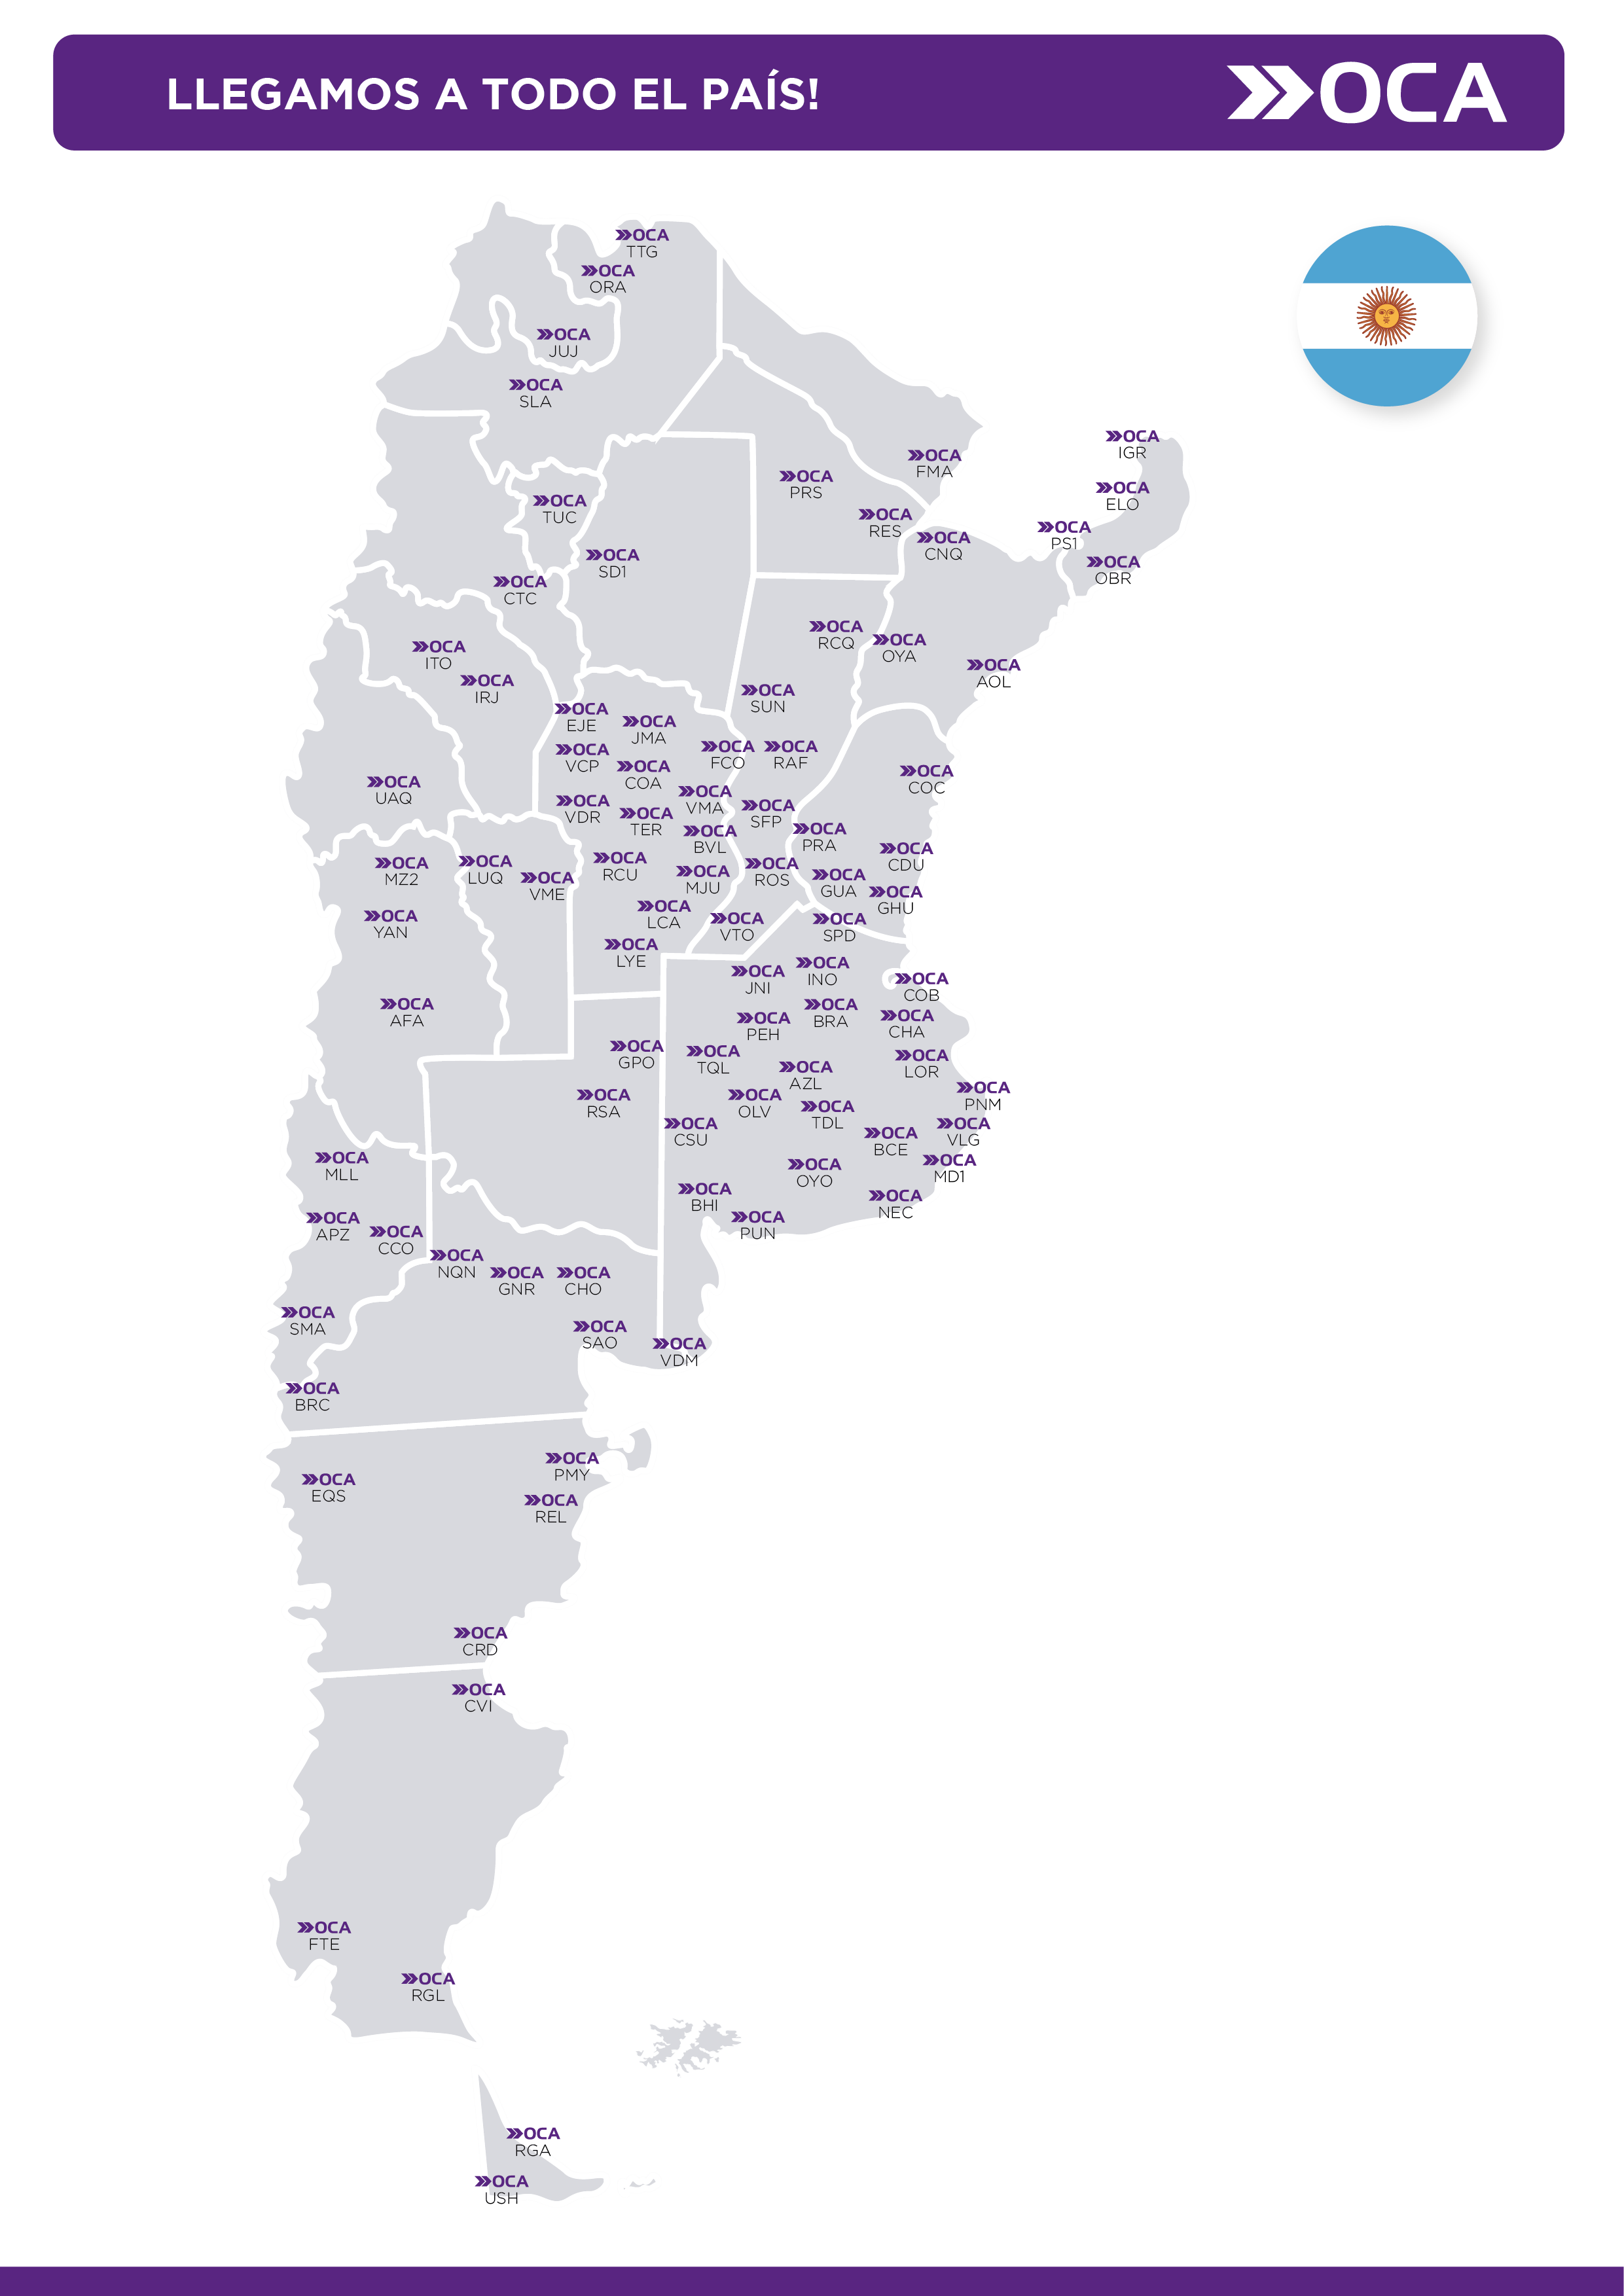 LLEGAMOS A TODO EL PAÍS!
OCA
OCA
TTG
OCA
ORA
OCA
JUJ
OCA
SLA
OCA
IGR
OCA
FMA
OCA
PRS
OCA
ELO
OCA
TUC
OCA
RES
OCA
PS1
OCA
CNQ
OCA
SD1
OCA
OBR
OCA
CTC
OCA
RCQ
OCA
OYA
OCA
ITO
OCA
AOL
OCA
IRJ
OCA
SUN
OCA
EJE
OCA
JMA
OCA
FCO
OCA
RAF
OCA
VCP
OCA
COA
OCA
COC
OCA
UAQ
OCA
VMA
OCA
VDR
OCA
SFP
OCA
TER
OCA
PRA
OCA
BVL
OCA
CDU
OCA
RCU
OCA
LUQ
OCA
MZ2
OCA
ROS
OCA
MJU
OCA
GUA
OCA
VME
OCA
GHU
OCA
LCA
OCA
YAN
OCA
VTO
OCA
SPD
OCA
LYE
OCA
INO
OCA
JNI
OCA
COB
OCA
AFA
OCA
BRA
OCA
CHA
OCA
PEH
OCA
GPO
OCA
TQL
OCA
LOR
OCA
AZL
OCA
PNM
OCA
RSA
OCA
OLV
OCA
TDL
OCA
CSU
OCA
VLG
OCA
BCE
OCA
MLL
OCA
MD1
OCA
OYO
OCA
BHI
OCA
NEC
OCA
PUN
OCA
APZ
OCA
CCO
OCA
NQN
OCA
GNR
OCA
CHO
OCA
SMA
OCA
SAO
OCA
VDM
OCA
BRC
OCA
PMY
OCA
EQS
OCA
REL
OCA
CRD
OCA
CVI
OCA
FTE
OCA
RGL
OCA
RGA
OCA
USH